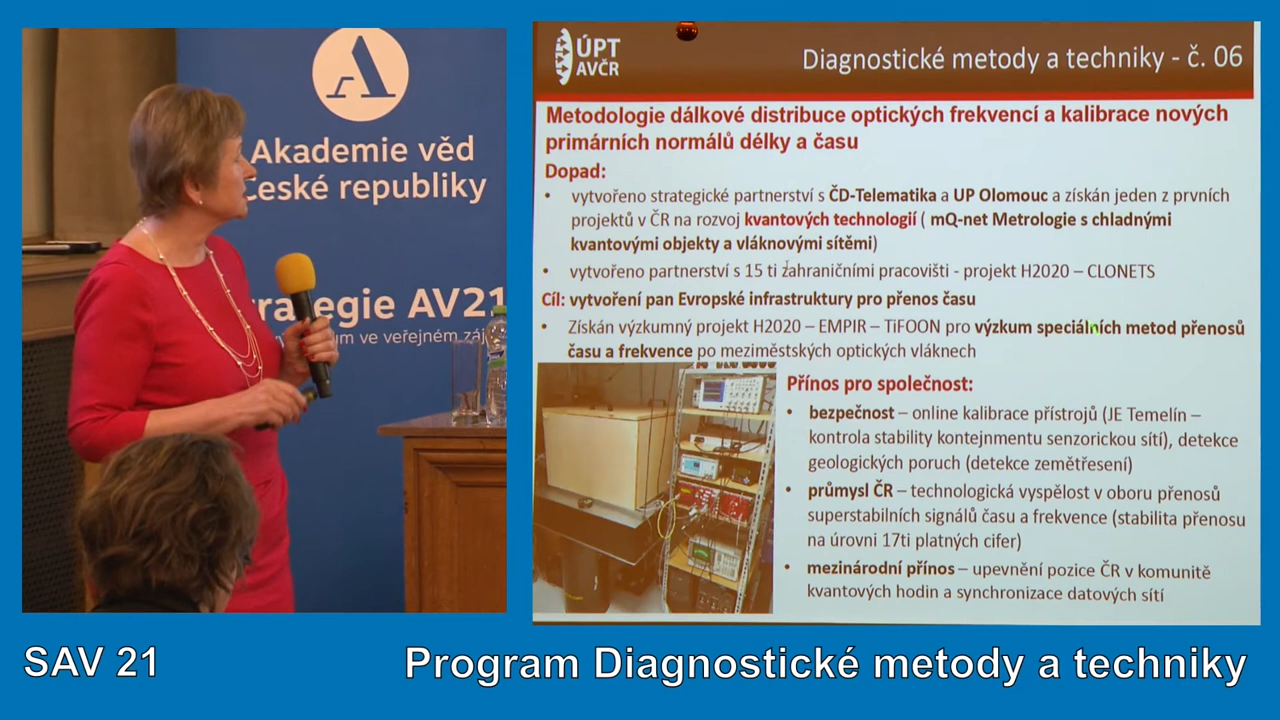 Akademie věd
České republiky
Strategie AV21
ve veřejném
ÚPT
AVČR
Diagnostické metody a techniky - č. 06
Metodologie dálkové distribuce optických frekvencí a kalibrace nových
primárních normálů délky a času
Dopad:
• vytvořeno strategické partnerství s ČD-Telematika a UP Olomouc a získán jeden z prvních
projektů v ČR na rozvoj kvantových technologií ( mQ-net Metrologie s chladnými
kvantovými objekty a vláknovými sítěmi)
• vytvořeno partnerství s 15 ti zahraničními pracovišti - projekt H2020 – CLONETS
Cíl: vytvoření pan Evropské infrastruktury pro přenos času
• Získán výzkumný projekt H2020 – EMPIR – TiFOON pro výzkum speciálních metod přenosů
času a frekvence po meziměstských optických vláknech
Přínos pro společnost:
• bezpečnost – online kalibrace přístrojů (JE Temelín –
kontrola stability kontejnmentu senzorickou sítí), detekce
geologických poruch (detekce zemětřesení)
• průmysl ČR – technologická vyspělost v oboru přenosů
superstabilních signálů času a frekvence (stabilita přenosu
na úrovni 17ti platných cifer)
• mezinárodní přínos – upevnění pozice ČR v komunitě
kvantových hodin a synchronizace datových sítí
SAV 21
Program Diagnostické metody a techniky